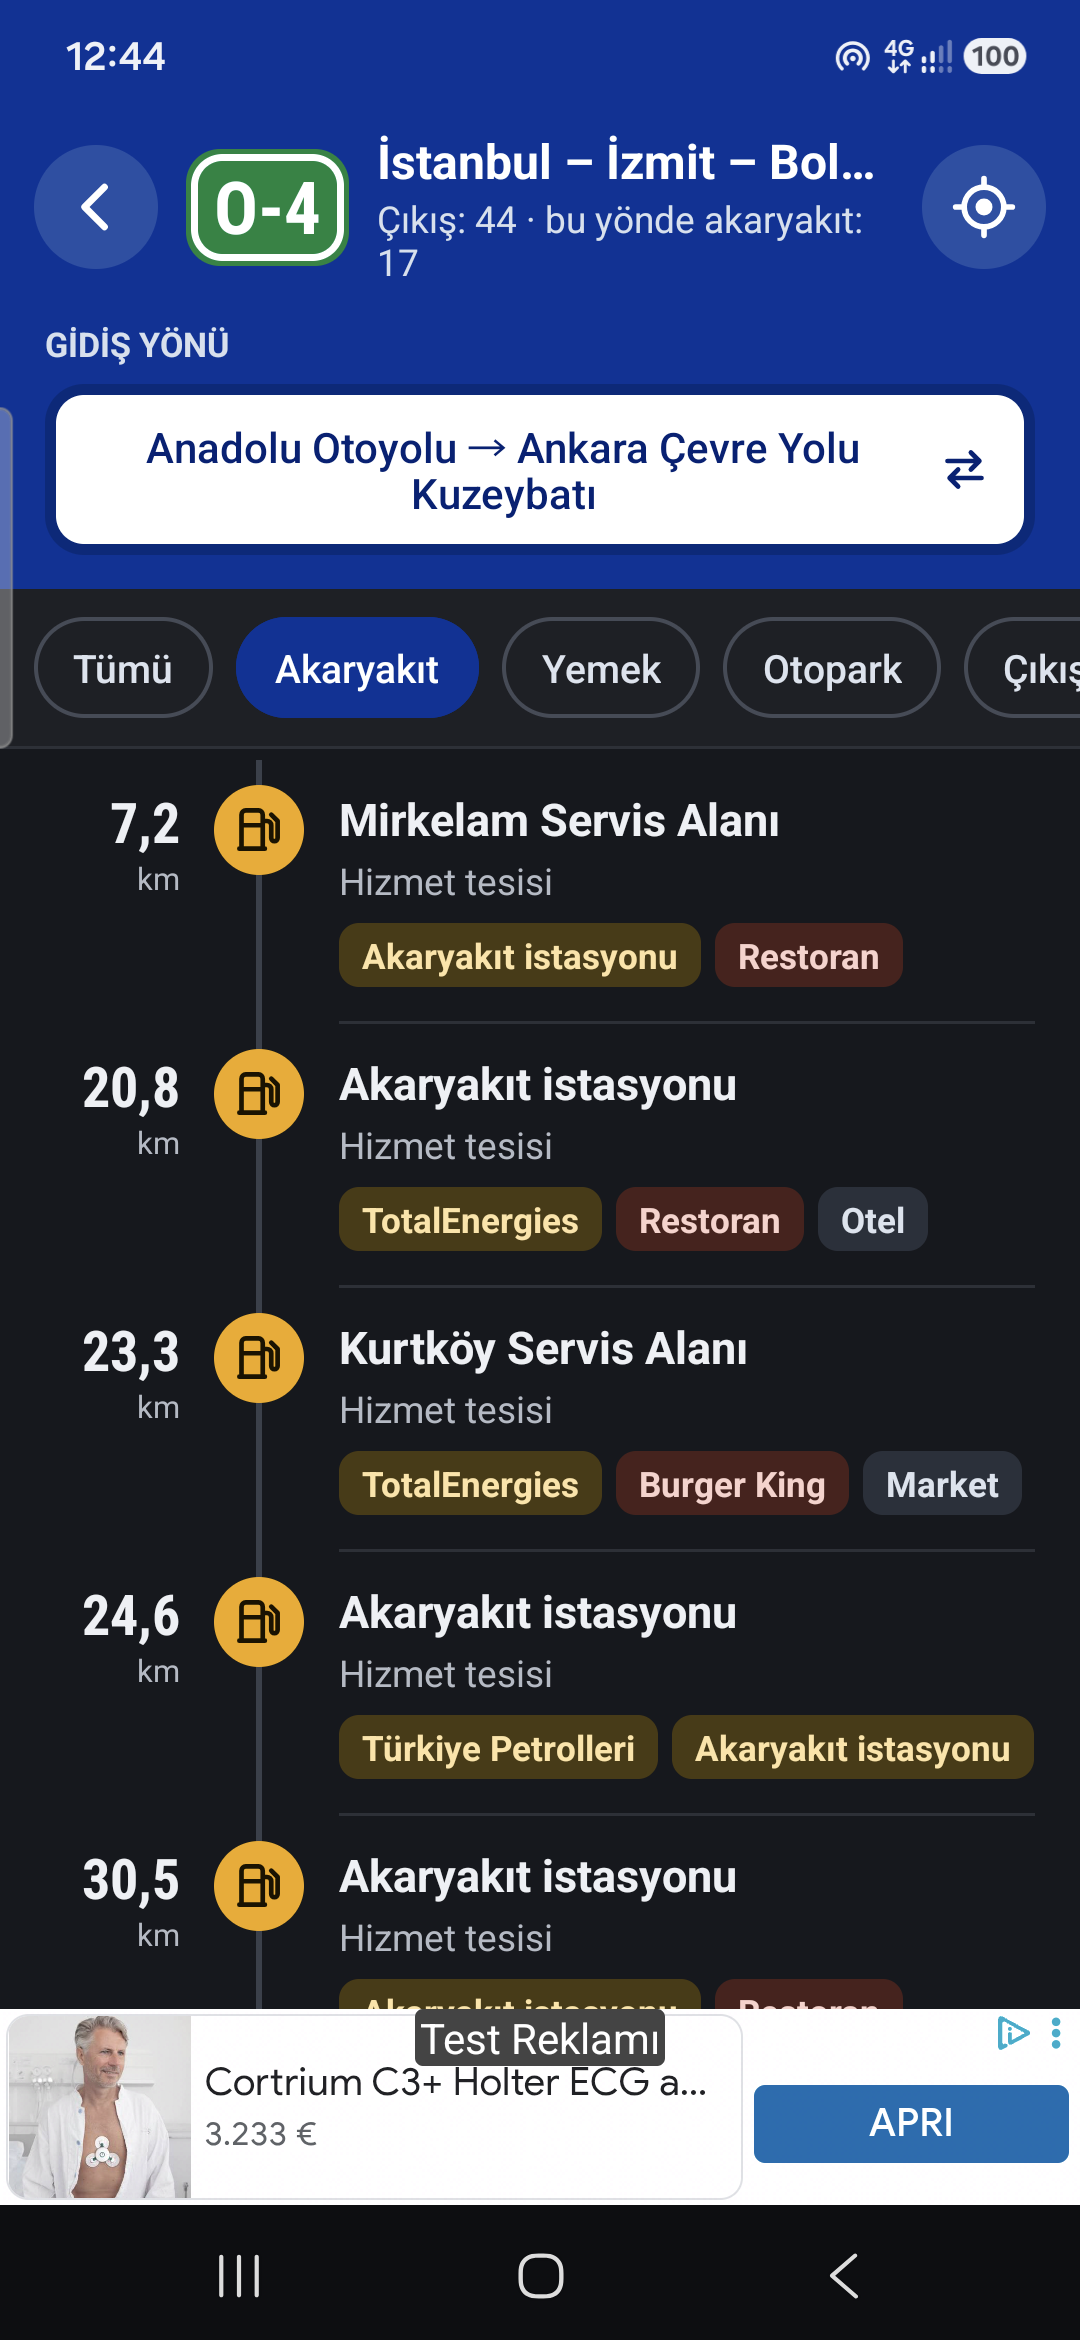 12:44
4G
100
O-4
İstanbul – İzmit – Bol...
Çıkış: 44 · bu yönde akaryakıt:
17
GİDİŞ YÖNÜ
Anadolu Otoyolu → Ankara Çevre Yolu
Kuzeybatı
Tümü
Akaryakıt
Yemek
Otopark
Çıkış
7,2
km
Mirkelam Servis Alanı
Hizmet tesisi
Akaryakıt istasyonu
Restoran
20,8
km
Akaryakıt istasyonu
Hizmet tesisi
TotalEnergies
Restoran
Otel
23,3
km
Kurtköy Servis Alanı
Hizmet tesisi
TotalEnergies
Burger King
Market
24,6
km
Akaryakıt istasyonu
Hizmet tesisi
Türkiye Petrolleri
Akaryakıt istasyonu
30,5
km
Akaryakıt istasyonu
Hizmet tesisi
Akaryakıt istasyonu
Restoran
Test Reklamı
Cortrium C3+ Holter ECG a...
3.233 €
APRI